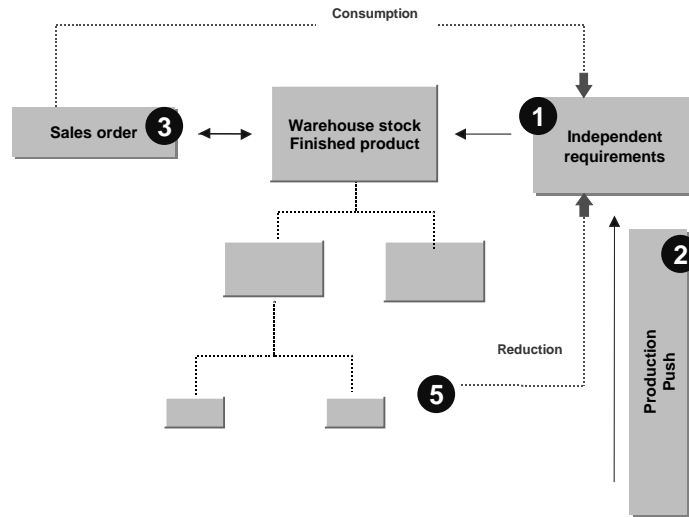 Consumption
Sales order
3
Warehouse stock
Finished product
1
Independent
requirements
2
Reduction
5
Production
Push